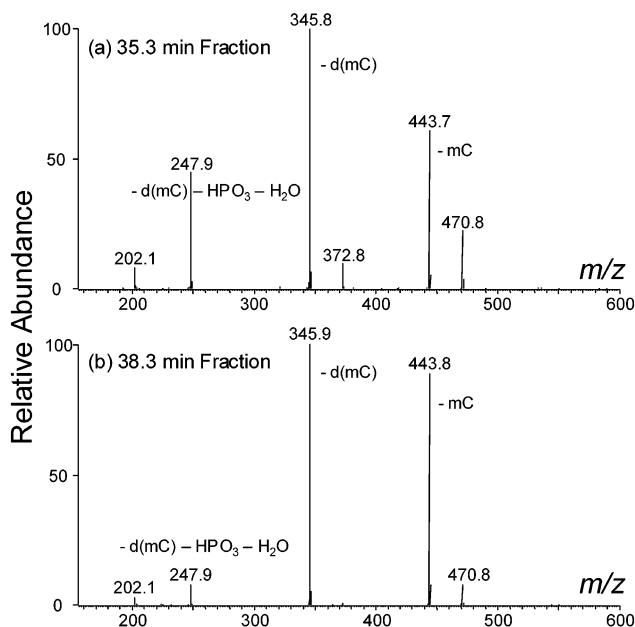 100
345.8
(a) 35.3 min Fraction
- d(mC)
443.7
- mC
50
247.9
- d(mC) – HPO₃ – H₂O
470.8
202.1
372.8
m/z
0
200
300
400
500
600
Relative Abundance
100
345.9
(b) 38.3 min Fraction
- d(mC)
443.8
- mC
50
- d(mC) – HPO₃ – H₂O
202.1
247.9
470.8
m/z
0
200
300
400
500
600